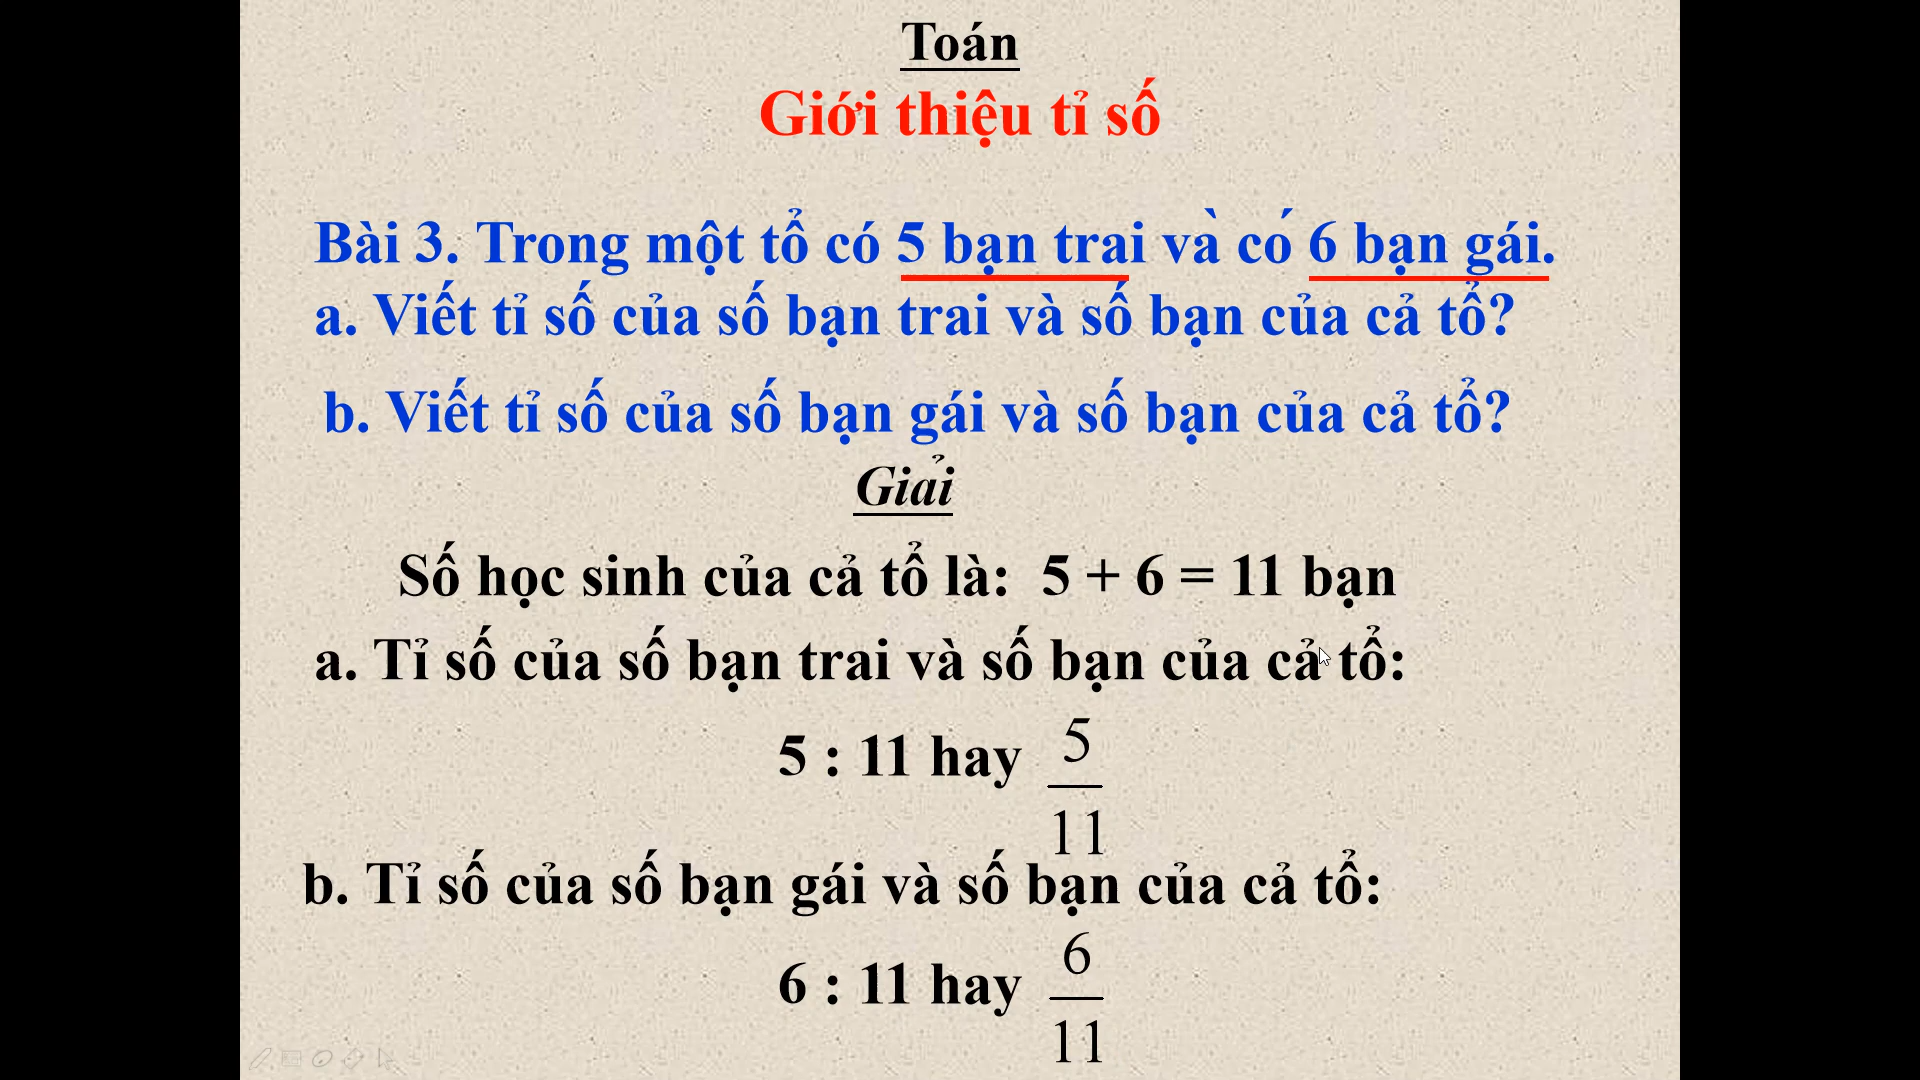 Toán
Giới thiệu tỉ số
Bài 3. Trong một tổ có 5 bạn trai và có 6 bạn gái.
a. Viết tỉ số của số bạn trai và số bạn của cả tổ?
b. Viết tỉ số của số bạn gái và số bạn của cả tổ?
Giải
Số học sinh của cả tổ là: 5 + 6 = 11 bạn
a. Tỉ số của số bạn trai và số bạn của cả tổ:
5 : 11 hay 5/11
b. Tỉ số của số bạn gái và số bạn của cả tổ:
6 : 11 hay 6/11